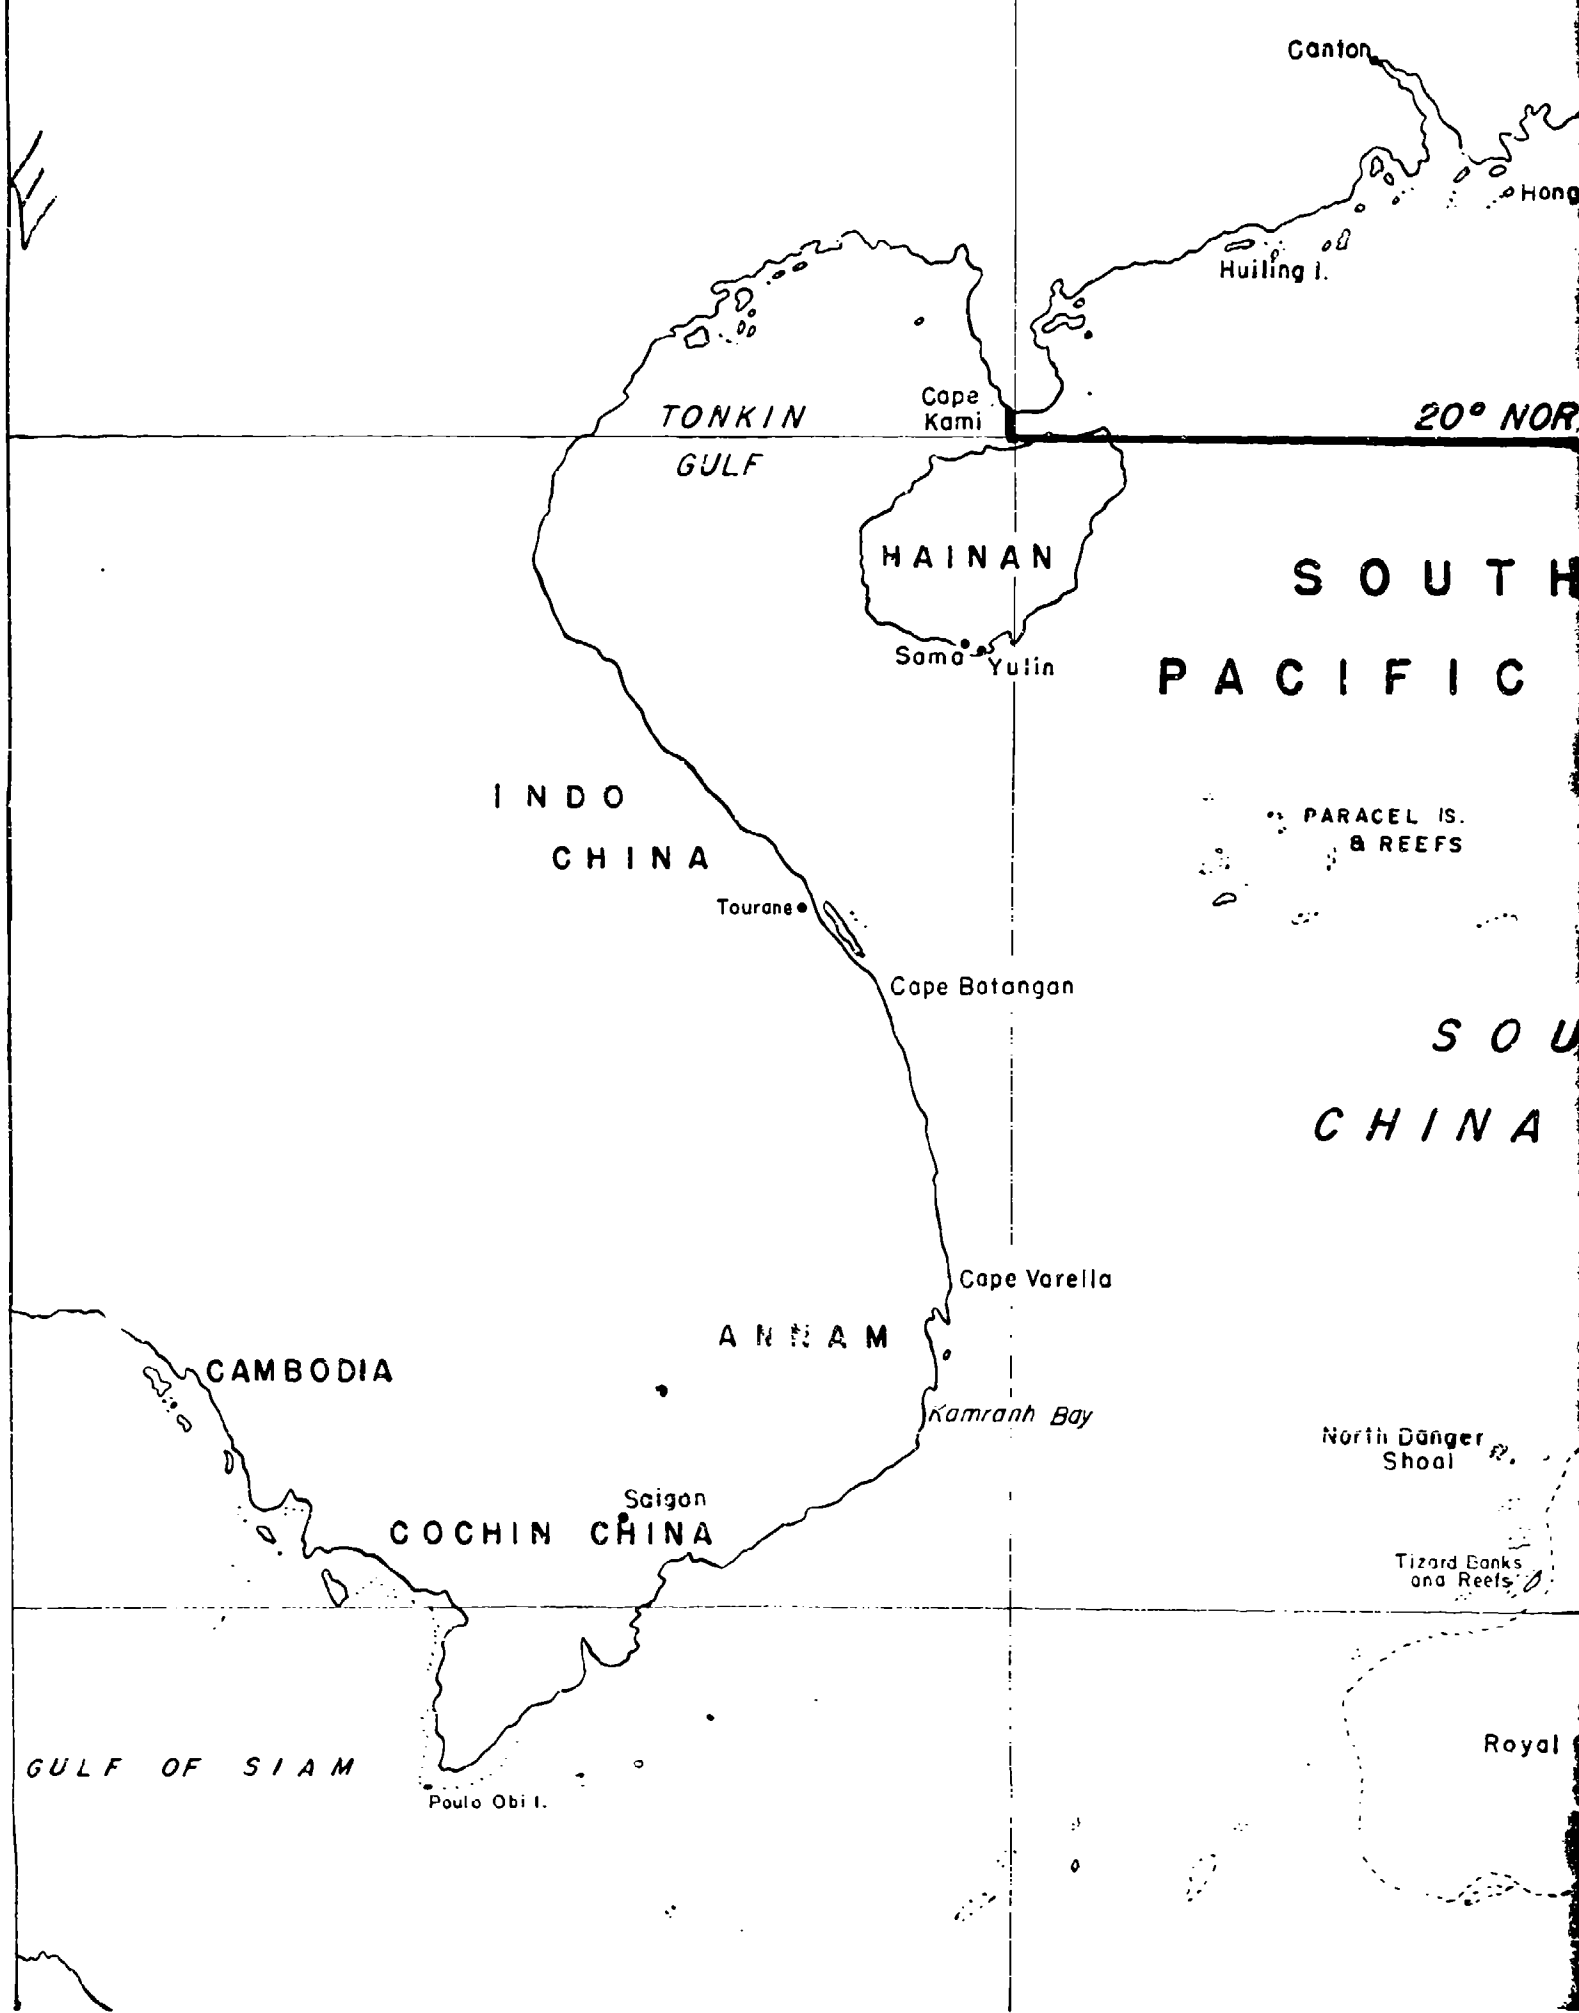 Canton
Hong
Huiling I.
Cape
Kami
TONKIN
GULF
20° NOR
HAINAN
SOUTH
PACIFIC
Sama
Yulin
INDO
CHINA
PARACEL IS.
& REEFS
Tourane
Cape Batangan
SOU
CHINA
Cape Varella
ANNAM
CAMBODIA
Kamranh Bay
North Danger
Shoal
Saigon
COCHIN CHINA
Tizard Banks
and Reefs
Royal
GULF OF SIAM
Poulo Obi I.